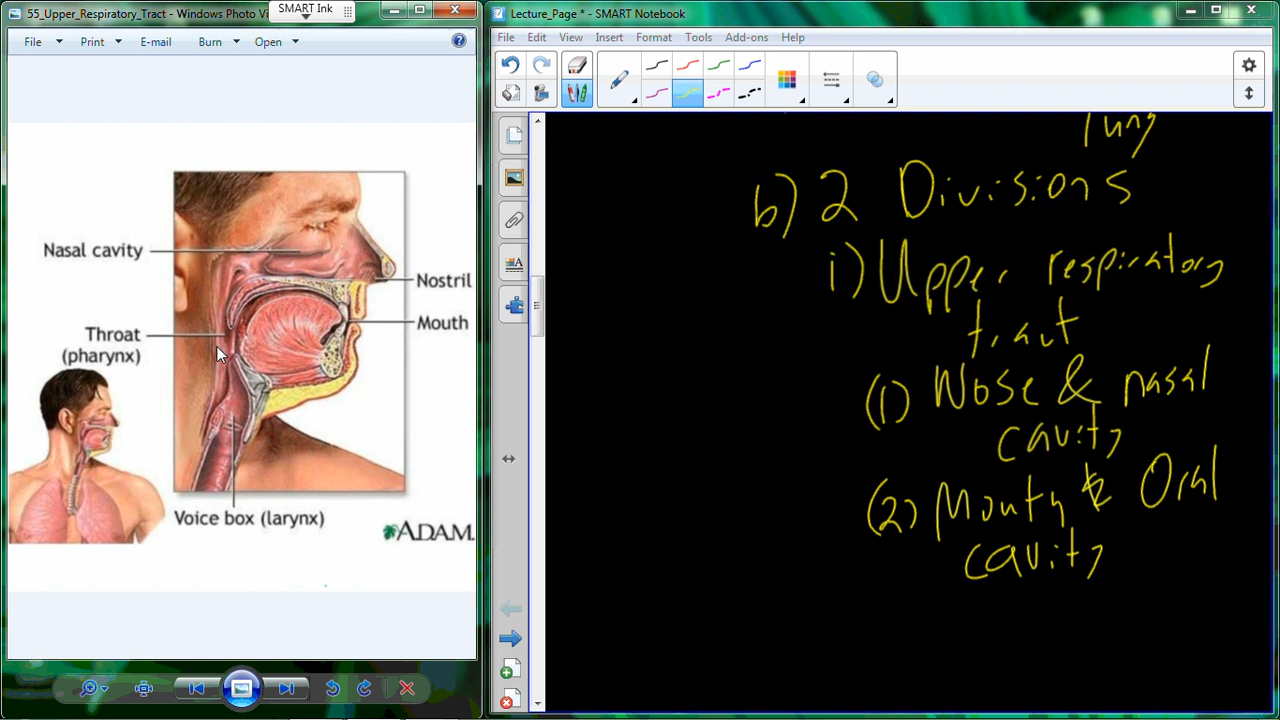 55_Upper_Respiratory_Tract - Windows Photo Vi
SMART Ink
File Print E-mail Burn Open
Nasal cavity
Nostril
Mouth
Throat
(pharynx)
Voice box (larynx)
ADAM.
Lecture_Page * - SMART Notebook
File Edit View Insert Format Tools Add-ons Help
lung
b) 2 Divisions
i) Upper respiratory
tract
(1) Nose & nasal
cavity
(2) Mouth & Oral
cavity